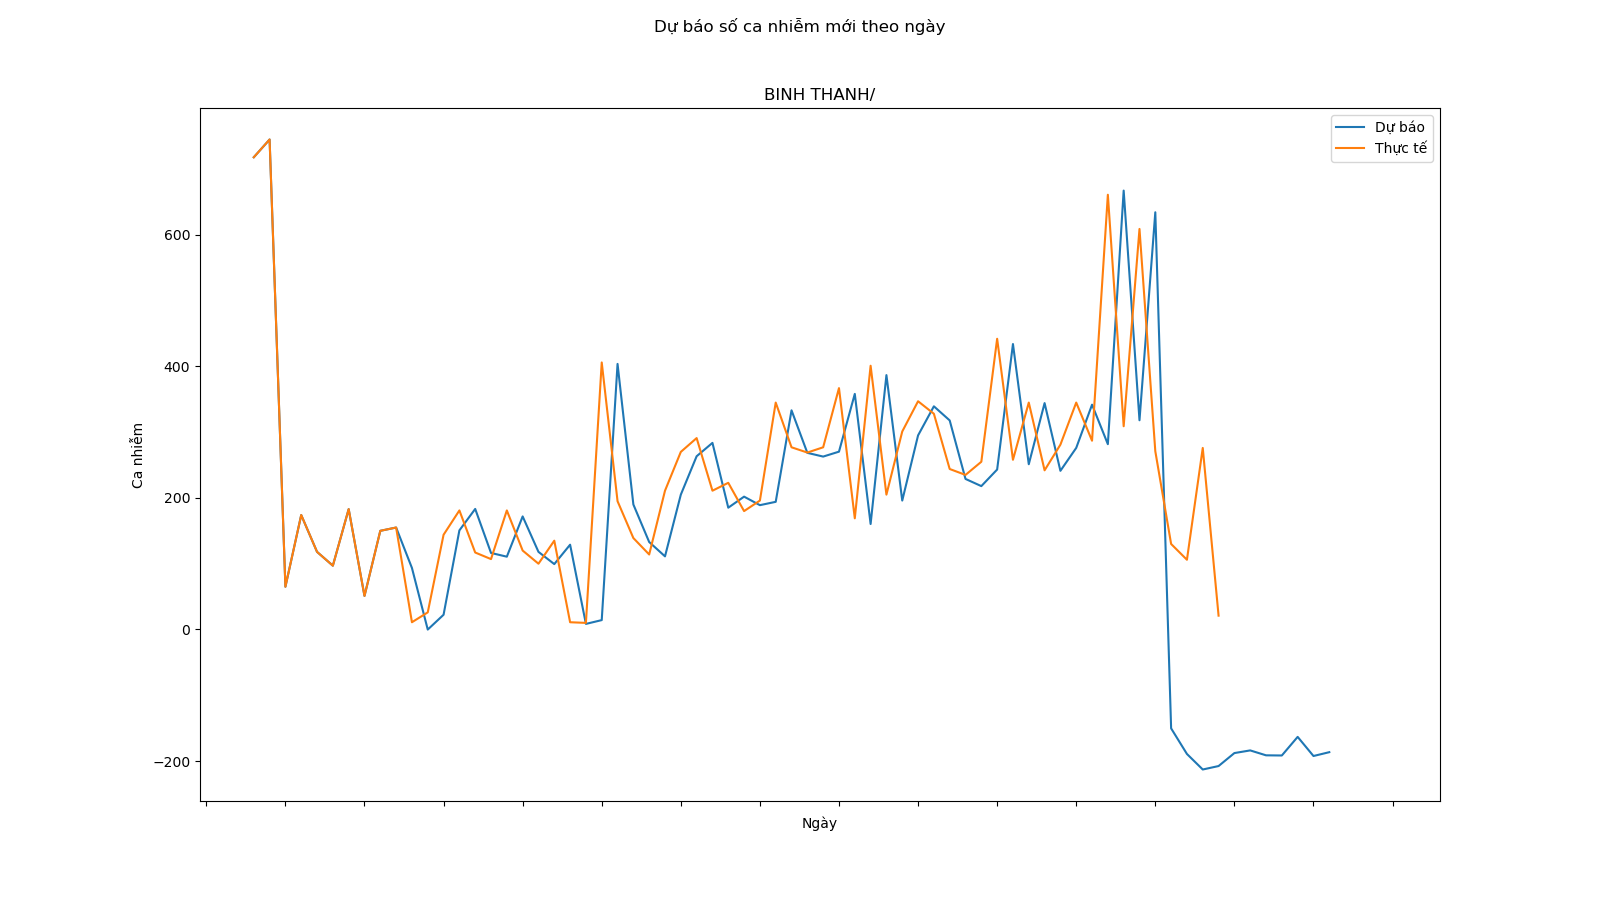 Dự báo số ca nhiễm mới theo ngày
BINH THANH/
Dự báo
Thực tế
600
400
200
0
−200
Ca nhiễm
Ngày